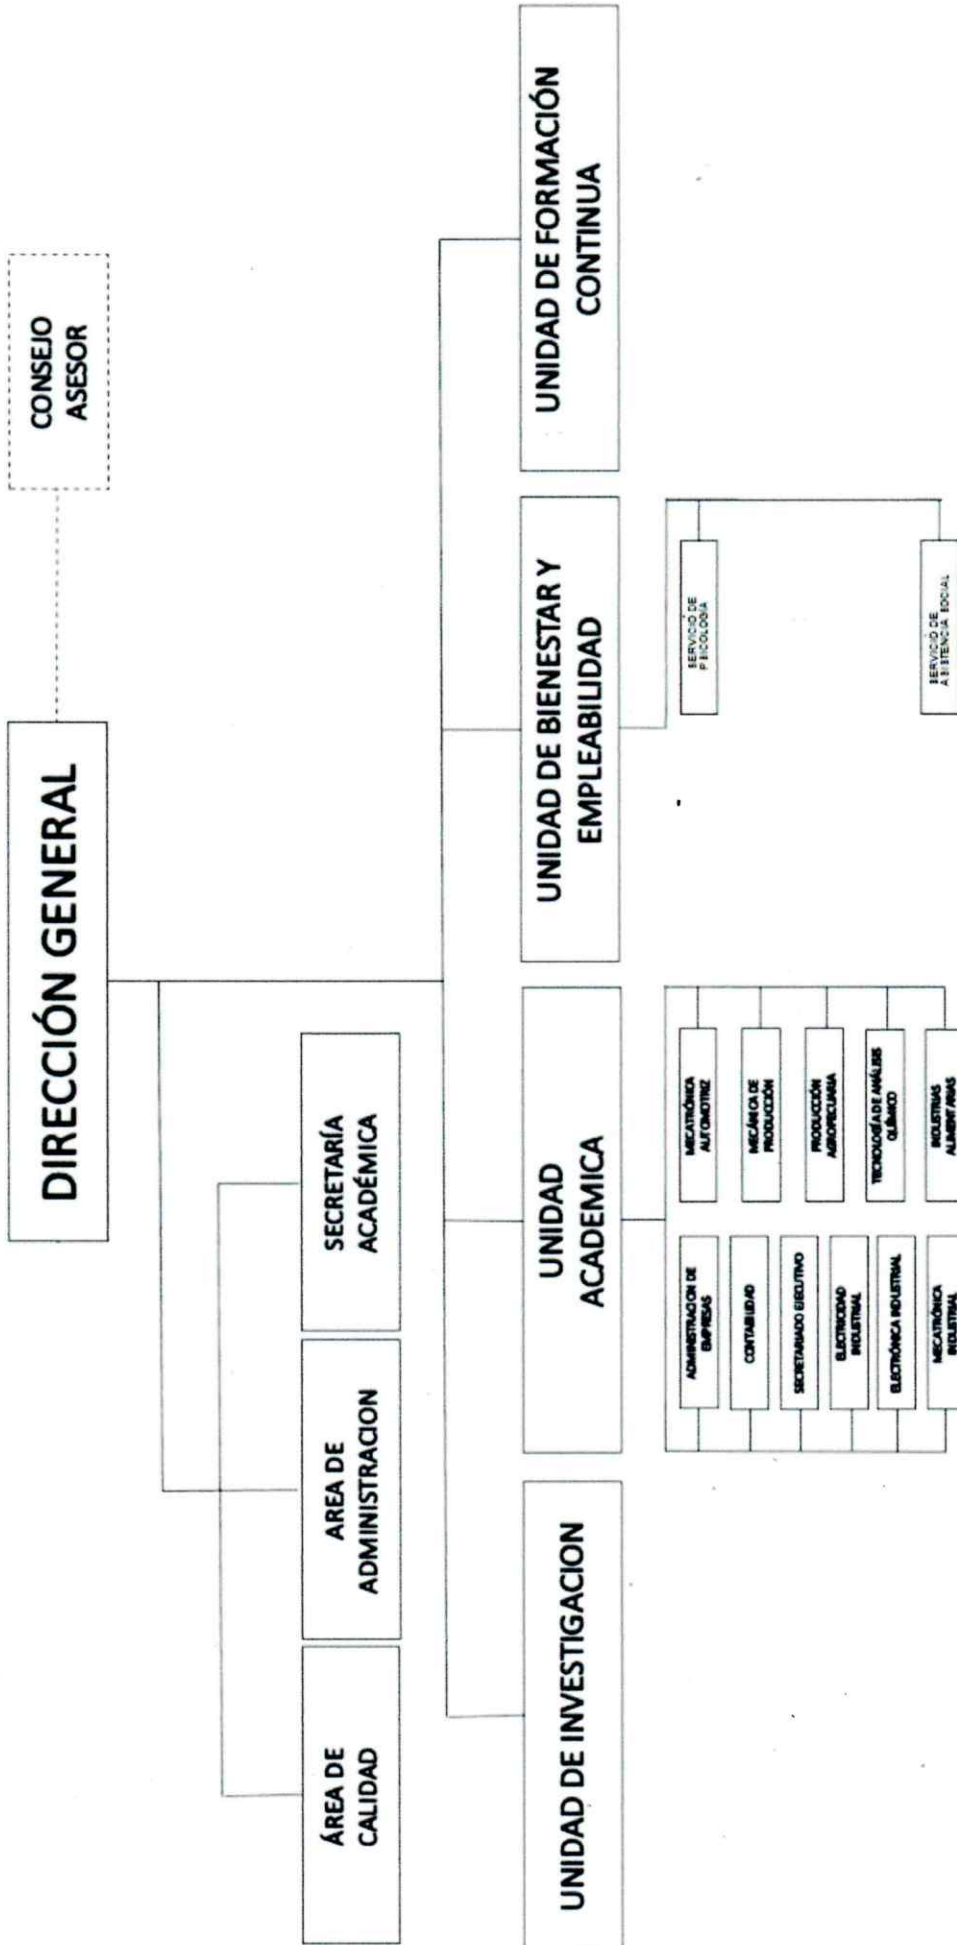 DIRECCIÓN GENERAL
CONSEJO
ASESOR
ÁREA DE
CALIDAD
AREA DE
ADMINISTRACION
SECRETARÍA
ACADÉMICA
UNIDAD DE INVESTIGACION
UNIDAD
ACADEMICA
UNIDAD DE BIENESTAR Y
EMPLEABILIDAD
UNIDAD DE FORMACIÓN
CONTINUA
ADMINISTRACION DE
EMPRESAS
CONTABILIDAD
SECRETARIADO EJECUTIVO
ELECTRICIDAD
INDUSTRIAL
ELECTRÓNICA INDUSTRIAL
MECATRÓNICA
INDUSTRIAL
MECATRÓNICA
AUTOMOTRIZ
MECÁNICA DE
PRODUCCIÓN
PRODUCCIÓN
AGROPECUARIA
TECNOLOGÍA DE ANÁLISIS
QUÍMICO
INDUSTRIAS
ALIMENTARIAS
SERVICIO DE
PSICOLOGIA
SERVICIO DE
ASISTENCIA SOCIAL